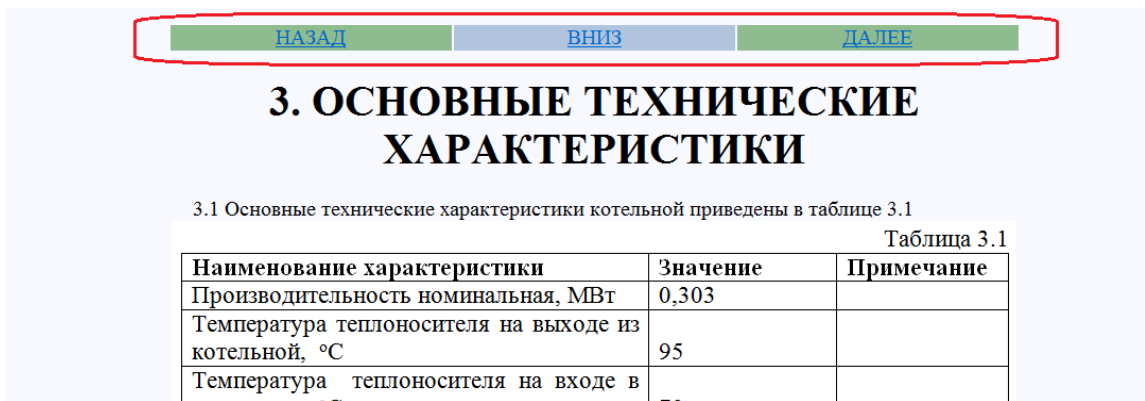 НАЗАД ВНИЗ ДАЛЕЕ
3. ОСНОВНЫЕ ТЕХНИЧЕСКИЕ
ХАРАКТЕРИСТИКИ
3.1 Основные технические характеристики котельной приведены в таблице 3.1
Таблица 3.1
Наименование характеристики Значение Примечание
Производительность номинальная, МВт 0,303
Температура теплоносителя на выходе из
котельной, °С 95
Температура теплоносителя на входе в